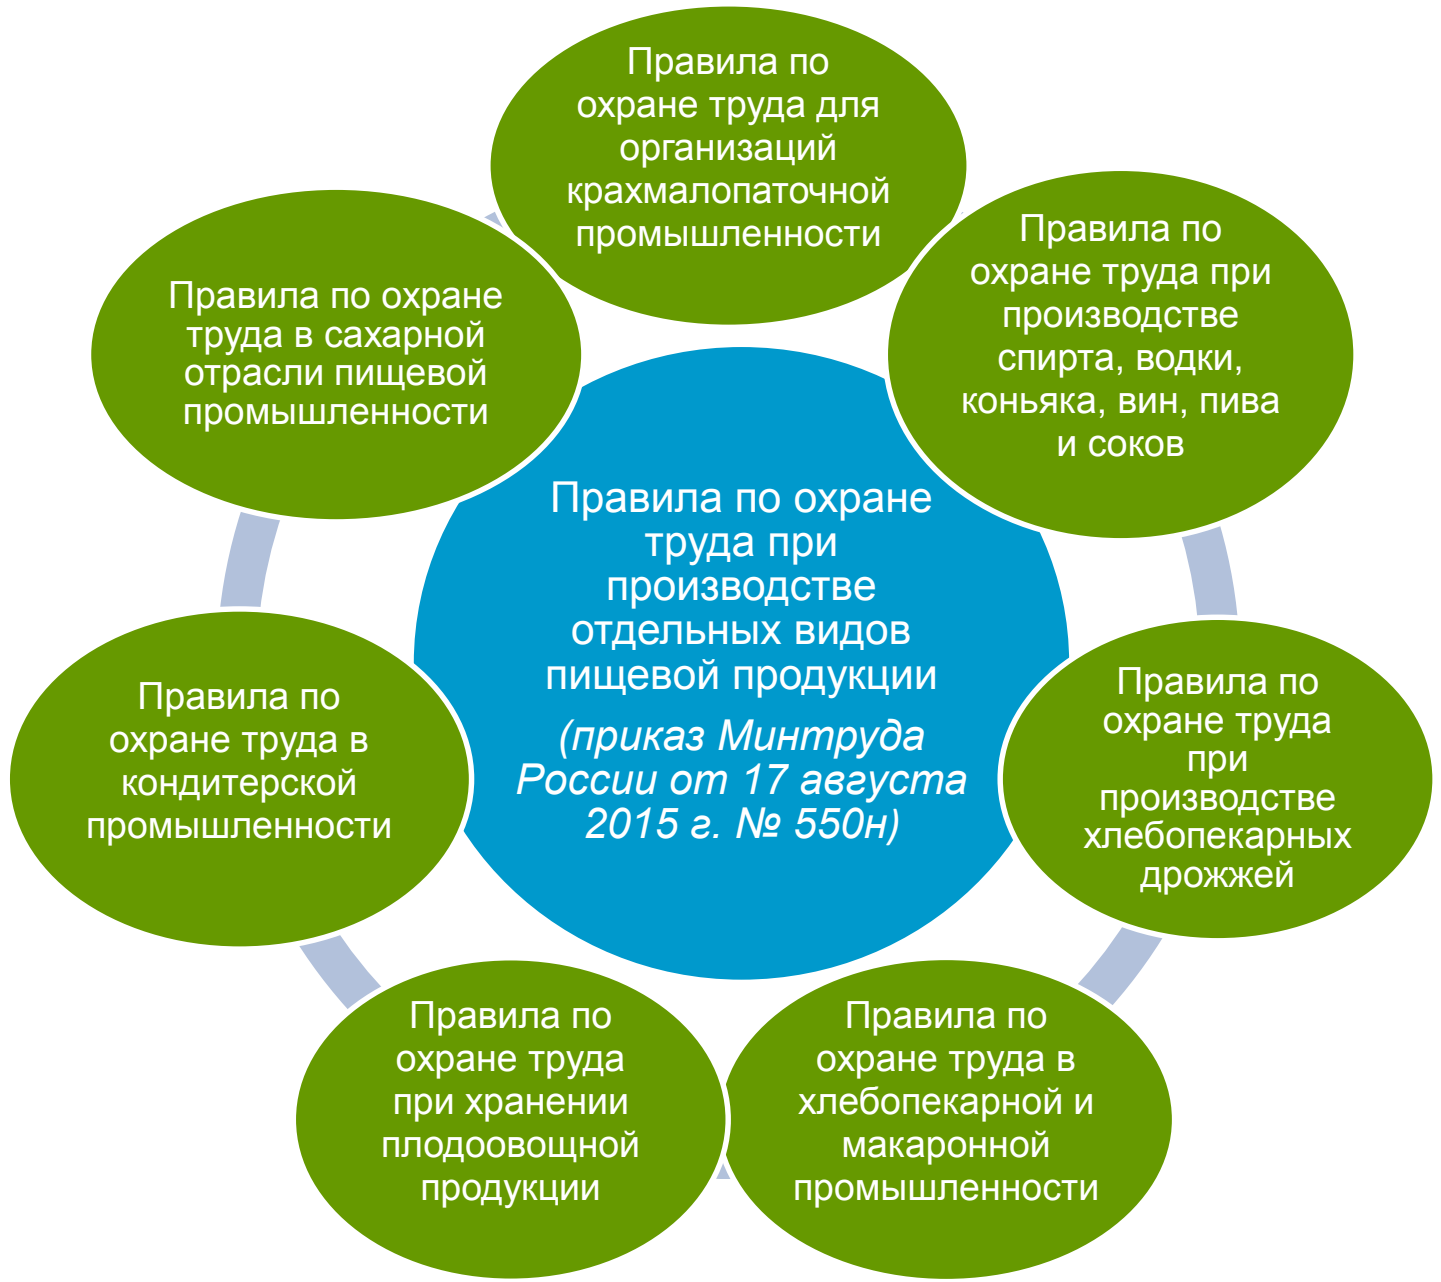 Правила по
охране труда для
организаций
крахмалопаточной
промышленности
Правила по
охране труда при
производстве
спирта, водки,
коньяка, вин, пива
и соков
Правила по
охране труда
при
производстве
хлебопекарных
дрожжей
Правила по
охране труда в
хлебопекарной и
макаронной
промышленности
Правила по
охране труда
при хранении
плодоовощной
продукции
Правила по
охране труда в
кондитерской
промышленности
Правила по охране
труда в сахарной
отрасли пищевой
промышленности
Правила по охране
труда при
производстве
отдельных видов
пищевой продукции
(приказ Минтруда
России от 17 августа
2015 г. № 550н)